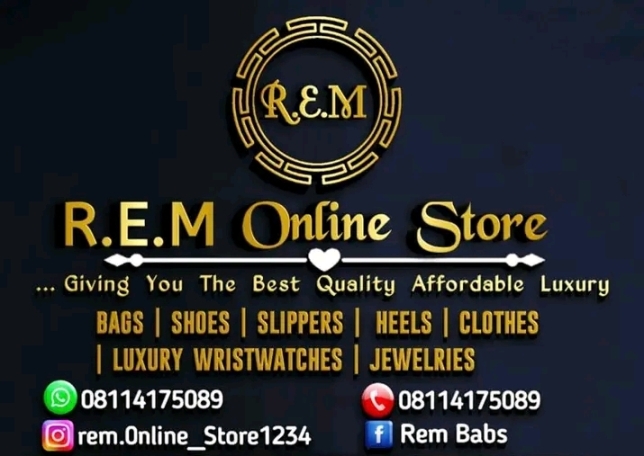 R.E.M
R.E.M Online Store
... Giving You The Best Quality Affordable Luxury
BAGS | SHOES | SLIPPERS | HEELS | CLOTHES
| LUXURY WRISTWATCHES | JEWELRIES
08114175089 08114175089
rem.Online_Store1234 Rem Babs